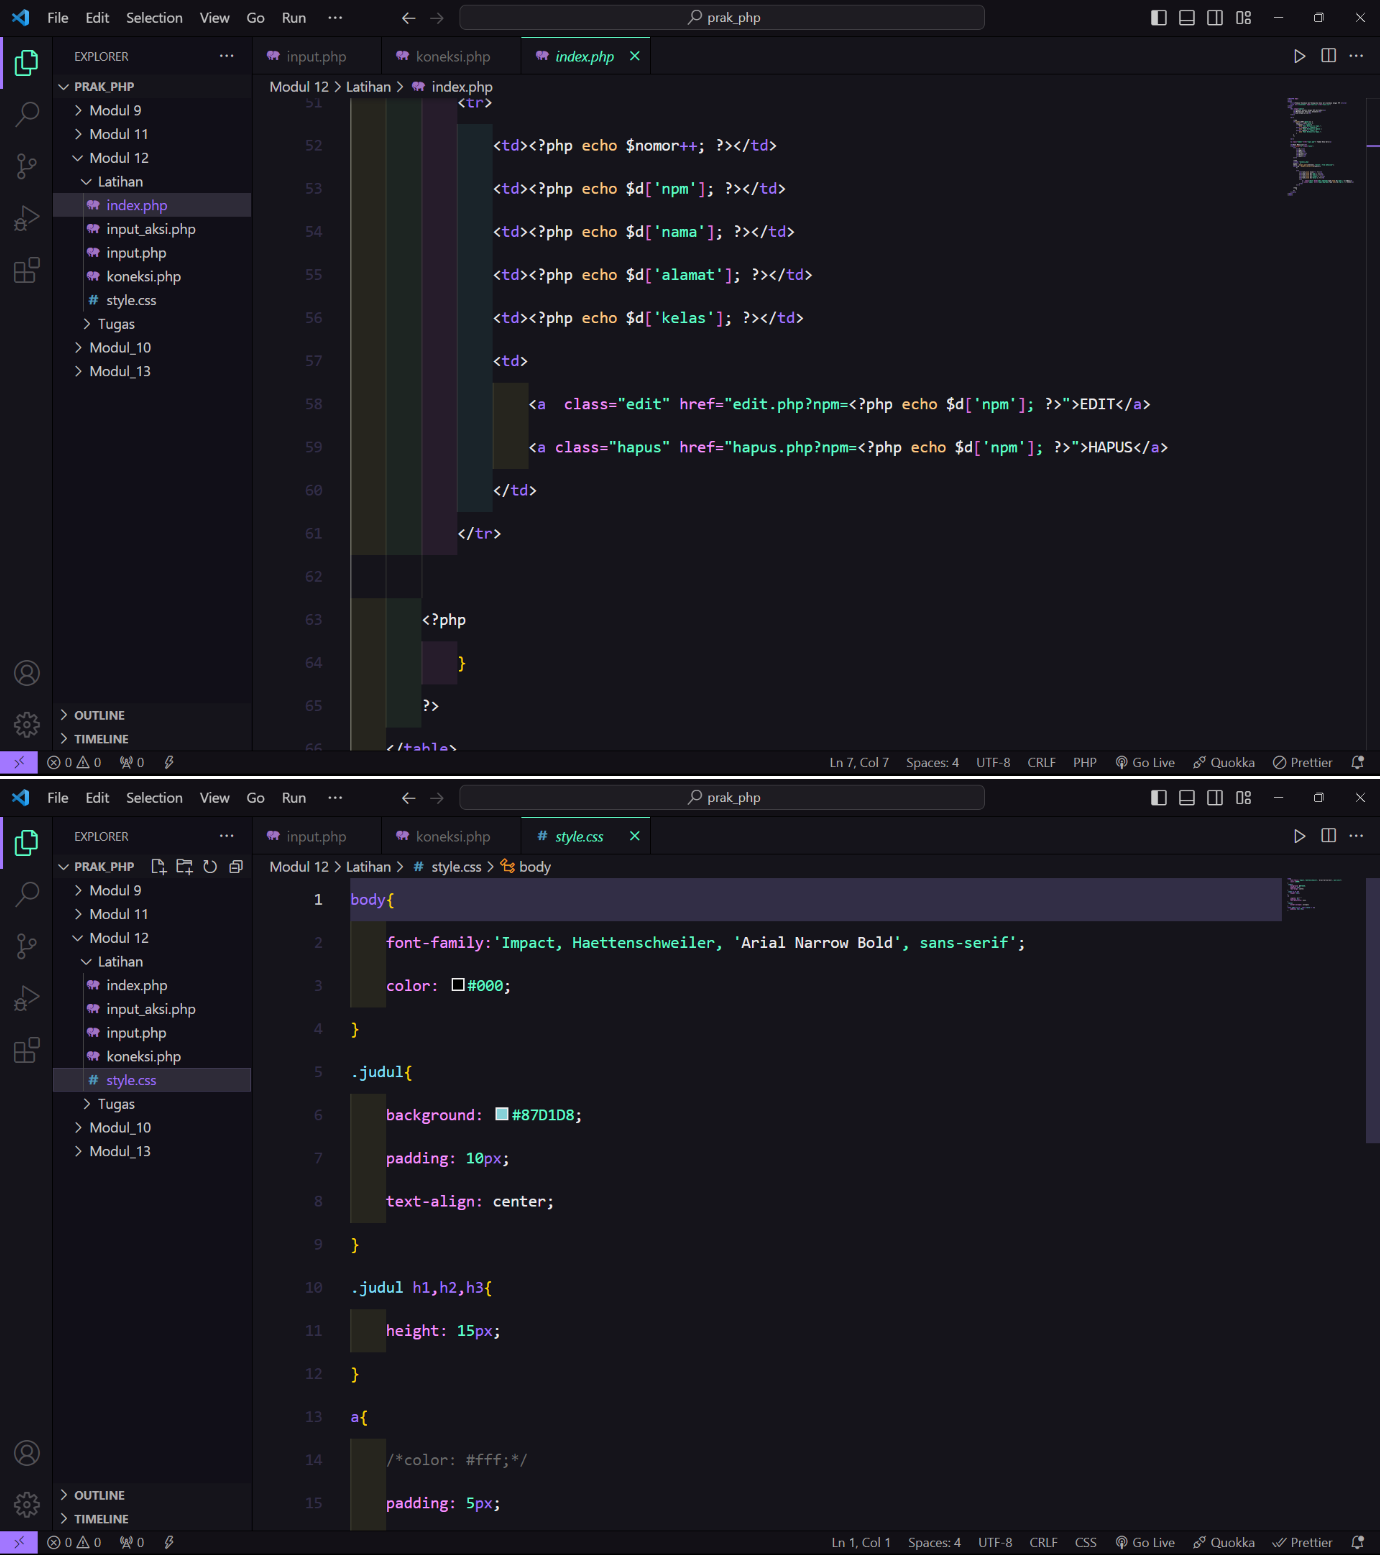 File Edit Selection View Go Run ··· prak_php
EXPLORER ··· input.php koneksi.php index.php
PRAK_PHP Modul 12 > Latihan > index.php
Modul 9
Modul 11
Modul 12
Latihan
index.php
input_aksi.php
input.php
koneksi.php
style.css
Tugas
Modul_10
Modul_13
OUTLINE
TIMELINE
51 <tr>
52 <td><?php echo $nomor++; ?></td>
53 <td><?php echo $d['npm']; ?></td>
54 <td><?php echo $d['nama']; ?></td>
55 <td><?php echo $d['alamat']; ?></td>
56 <td><?php echo $d['kelas']; ?></td>
57 <td>
58 <a  class="edit" href="edit.php?npm=<?php echo $d['npm']; ?>">EDIT</a>
59 <a class="hapus" href="hapus.php?npm=<?php echo $d['npm']; ?>">HAPUS</a>
60 </td>
61 </tr>
62
63 <?php
64 }
65 ?>
66 </table>
0 0 0 Ln 7, Col 7 Spaces: 4 UTF-8 CRLF PHP Go Live Quokka Prettier
File Edit Selection View Go Run ··· prak_php
EXPLORER ··· input.php koneksi.php # style.css
PRAK_PHP Modul 12 > Latihan > # style.css > body
Modul 9
Modul 11
Modul 12
Latihan
index.php
input_aksi.php
input.php
koneksi.php
# style.css
Tugas
Modul_10
Modul_13
OUTLINE
TIMELINE
1 body{
2 font-family:'Impact, Haettenschweiler, 'Arial Narrow Bold', sans-serif';
3 color: #000;
4 }
5 .judul{
6 background: #87D1D8;
7 padding: 10px;
8 text-align: center;
9 }
10 .judul h1,h2,h3{
11 height: 15px;
12 }
13 a{
14 /*color: #fff;*/
15 padding: 5px;
0 0 0 Ln 1, Col 1 Spaces: 4 UTF-8 CRLF CSS Go Live Quokka Prettier